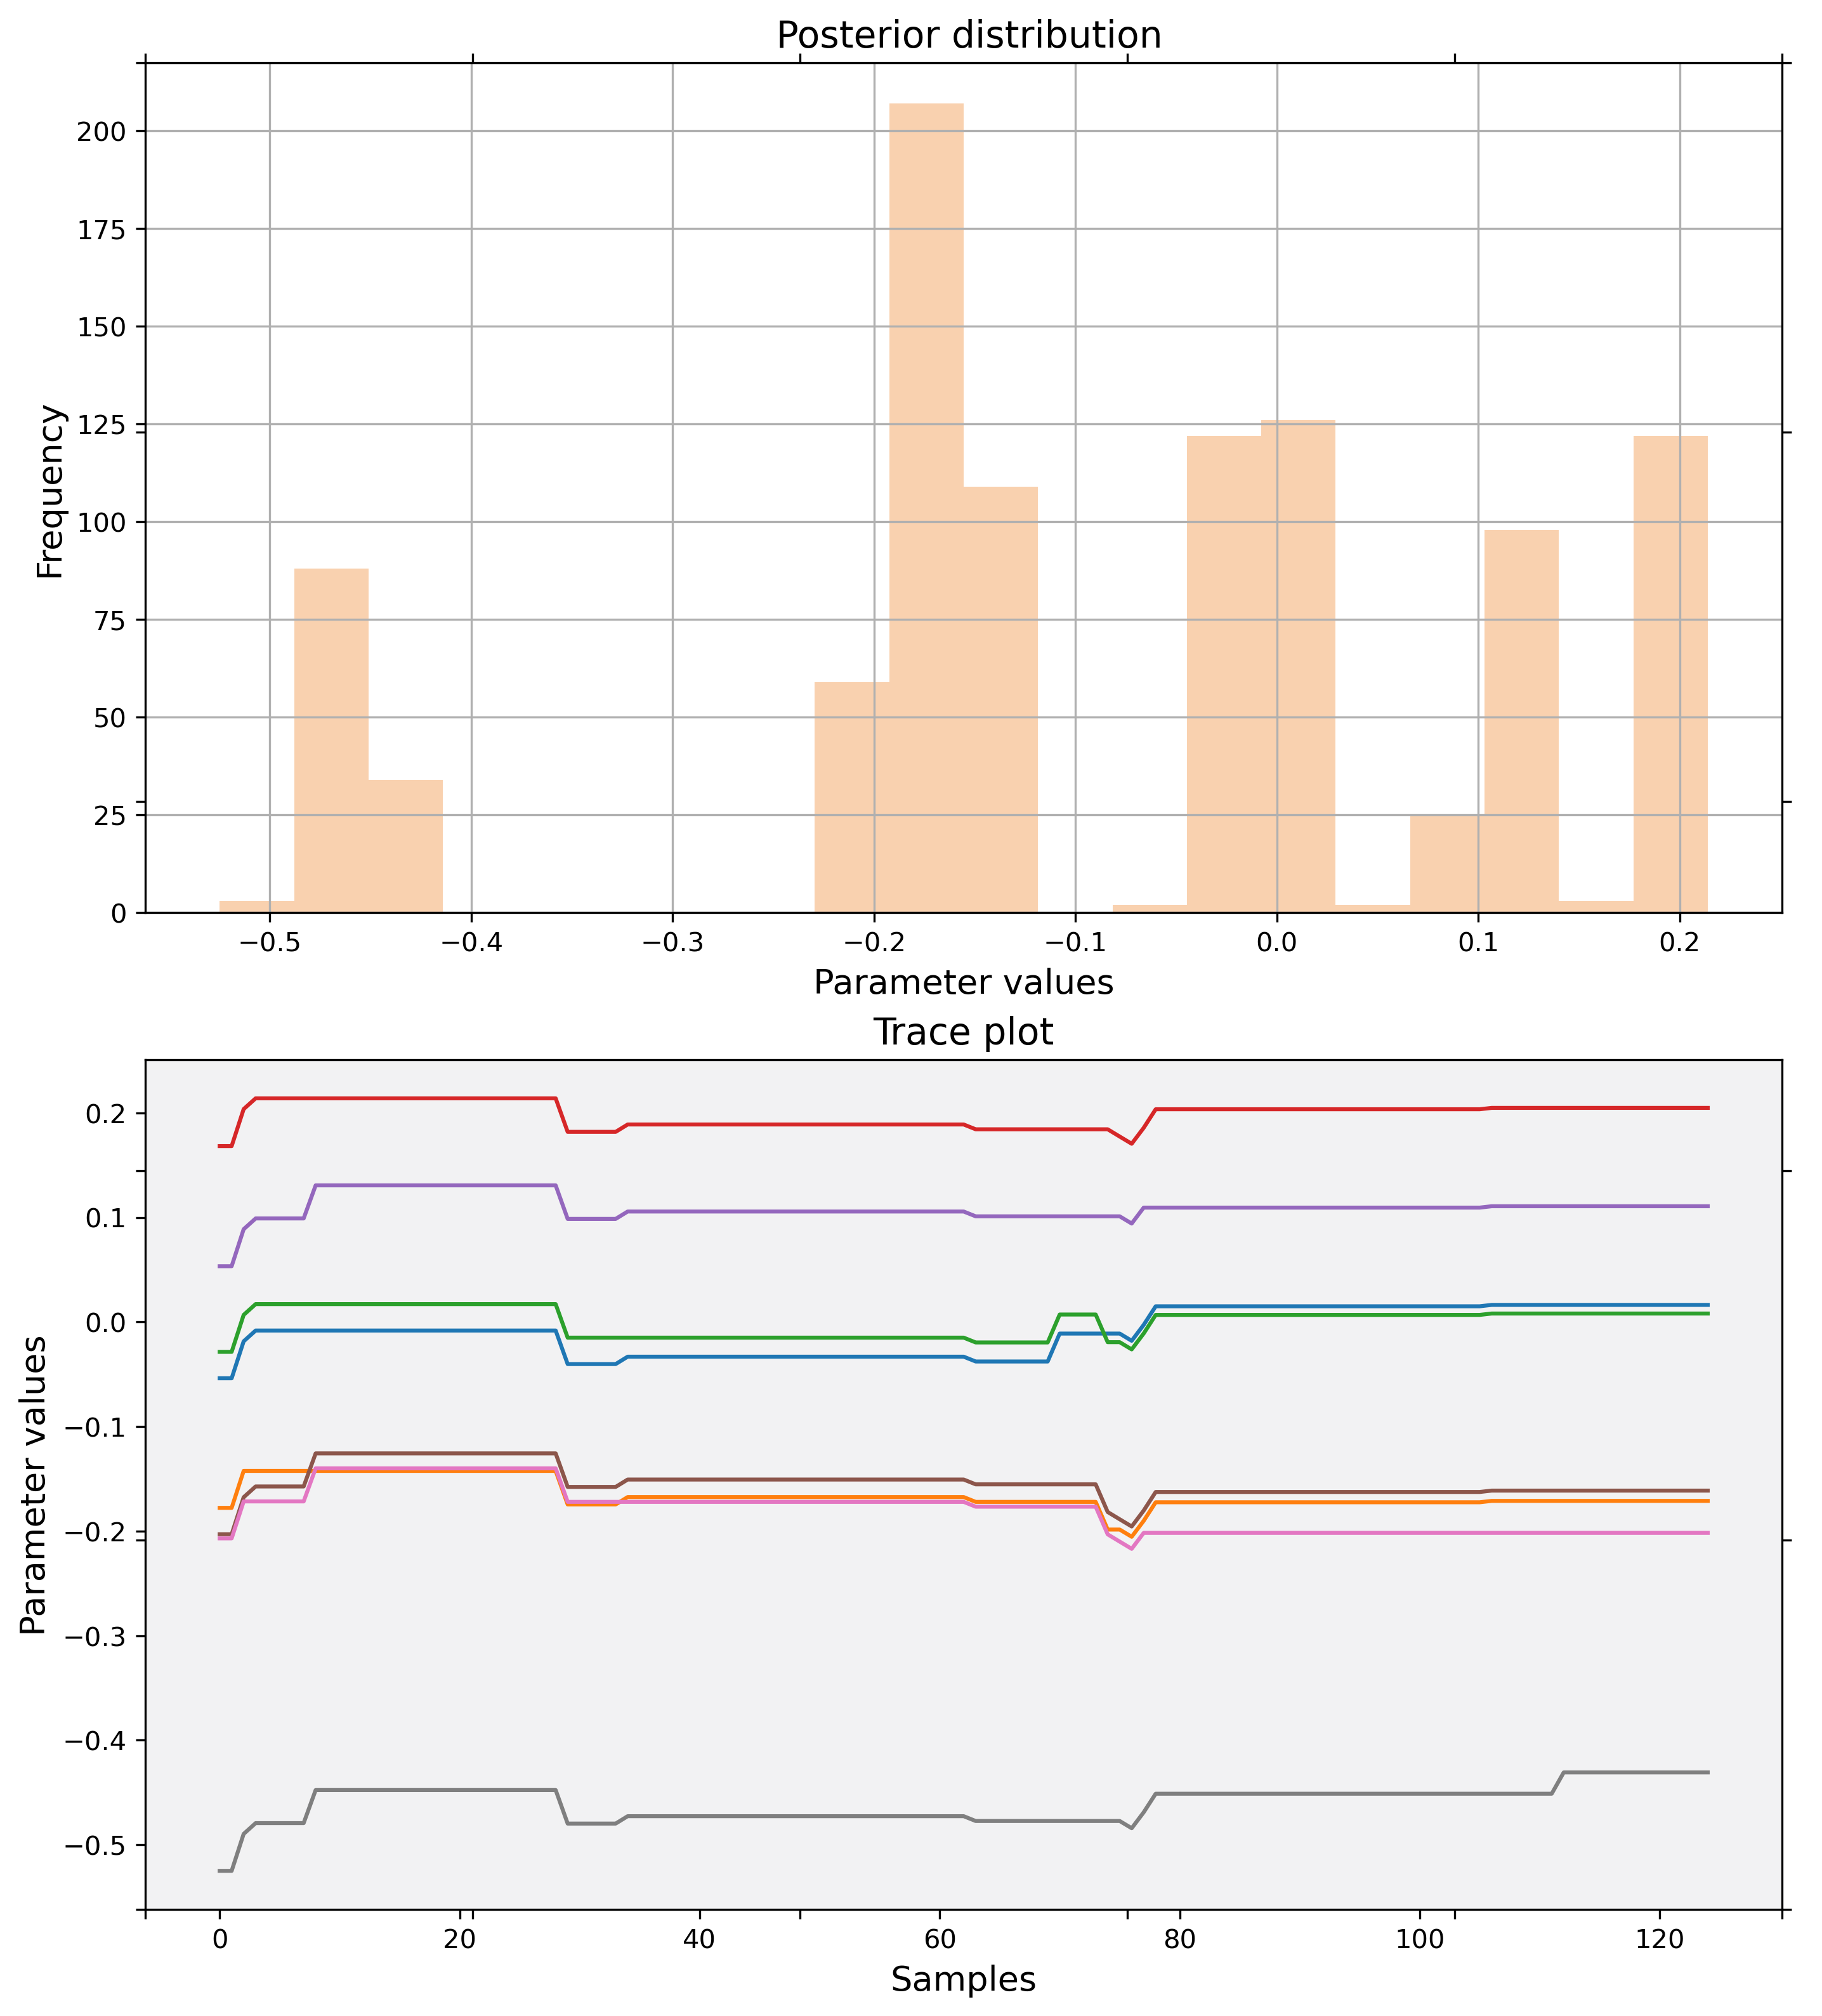 Posterior distribution
Frequency
200
175
150
125
100
75
50
25
0
−0.5 −0.4 −0.3 −0.2 −0.1 0.0 0.1 0.2
Parameter values
Trace plot
Parameter values
0.2
0.1
0.0
−0.1
−0.2
−0.3
−0.4
−0.5
0 20 40 60 80 100 120
Samples